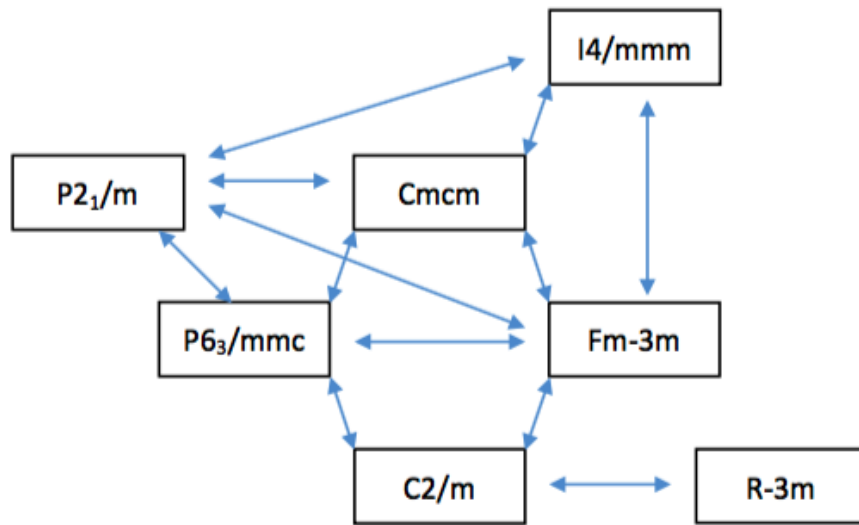 I4/mmm
P2₁/m
Cmcm
P6₃/mmc
Fm-3m
C2/m
R-3m